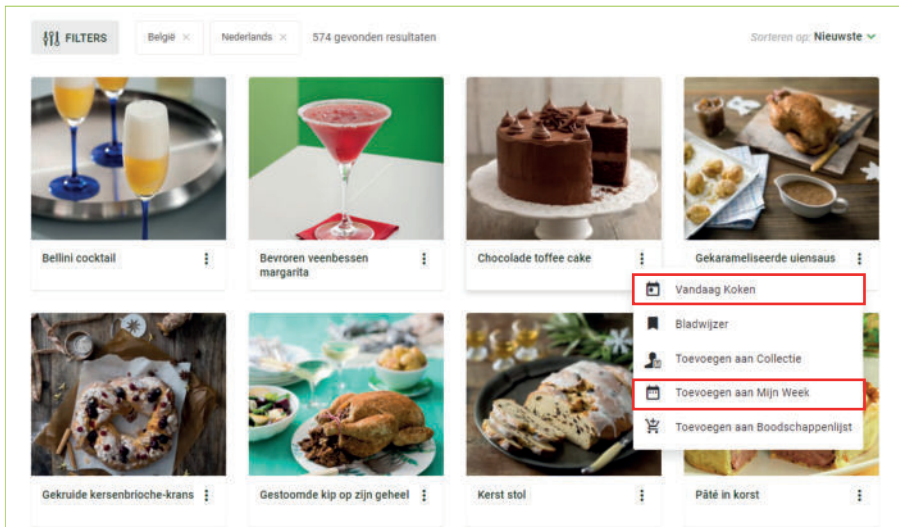 FILTERS
België ×
Nederlands ×
574 gevonden resultaten
Sorteren op: Nieuwste
Bellini cocktail
Bevroren veenbessen
margarita
Chocolade toffee cake
Gekarameliseerde uiensaus
Vandaag Koken
Bladwijzer
Toevoegen aan Collectie
Toevoegen aan Mijn Week
Toevoegen aan Boodschappenlijst
Gekruide kersenbrioche-krans
Gestoomde kip op zijn geheel
Kerst stol
Pâté in korst